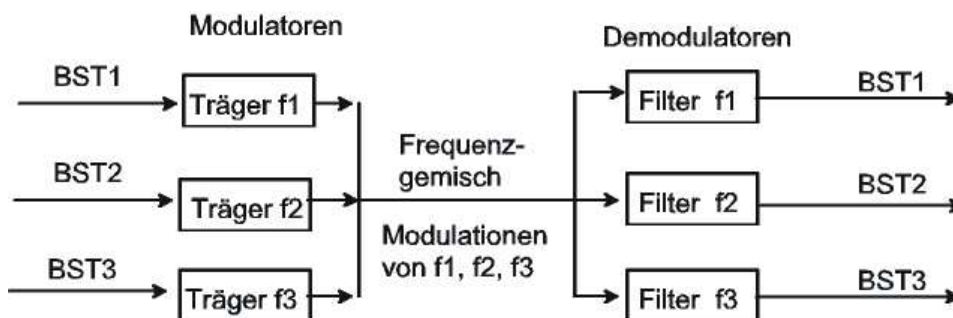 Modulatoren
Demodulatoren
BST1
Träger f1
Filter f1
BST1
Frequenz-
gemisch
BST2
Träger f2
Filter f2
BST2
Modulationen
von f1, f2, f3
BST3
Träger f3
Filter f3
BST3